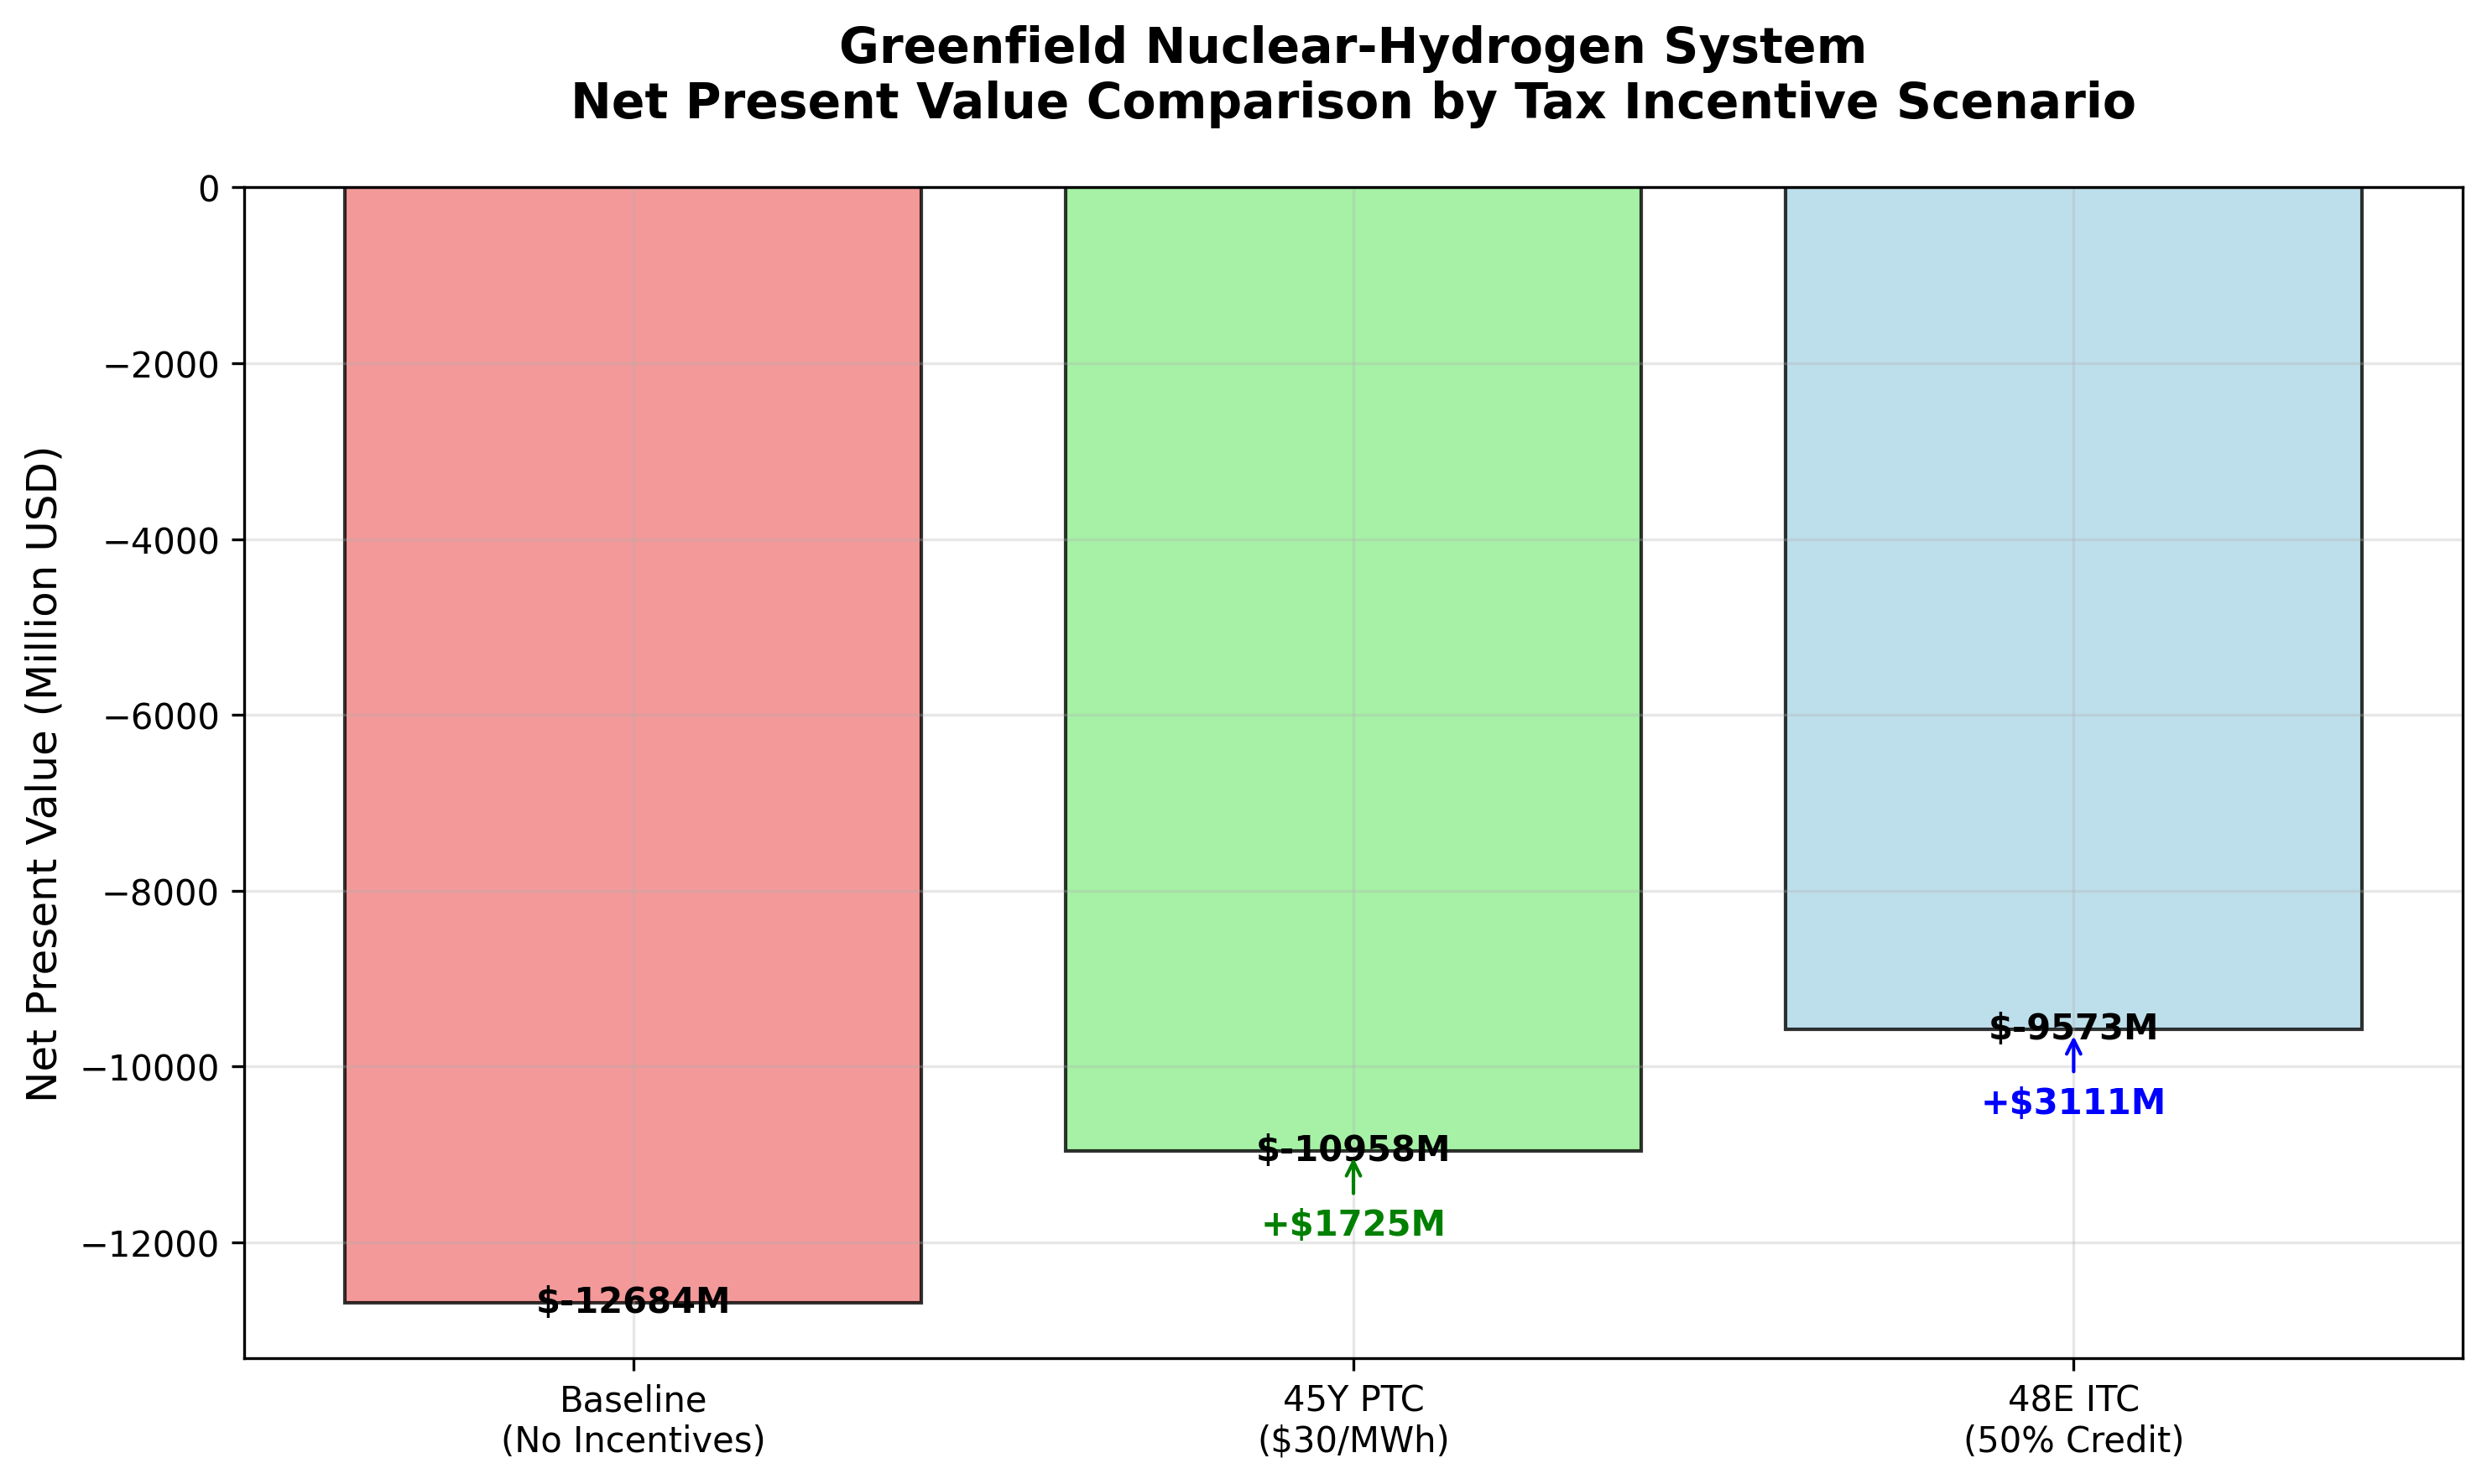 Greenfield Nuclear-Hydrogen System
Net Present Value Comparison by Tax Incentive Scenario
Net Present Value (Million USD)
0
−2000
−4000
−6000
−8000
−10000
−12000
$-12684M
$-10958M
+$1725M
$-9573M
+$3111M
Baseline
(No Incentives)
45Y PTC
($30/MWh)
48E ITC
(50% Credit)